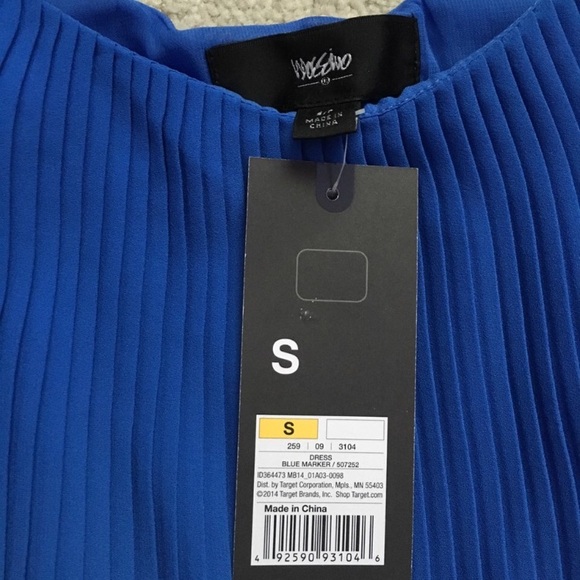 mossimo
S/P
MADE IN
CHINA
S
S
259 | 09 | 3104
DRESS
BLUE MARKER / 507252
ID364473 MB14_01A03-0098
Dist. by Target Corporation, Mpls., MN 55403
©2014 Target Brands, Inc. Shop Target.com
Made in China
4 92590 93104 6